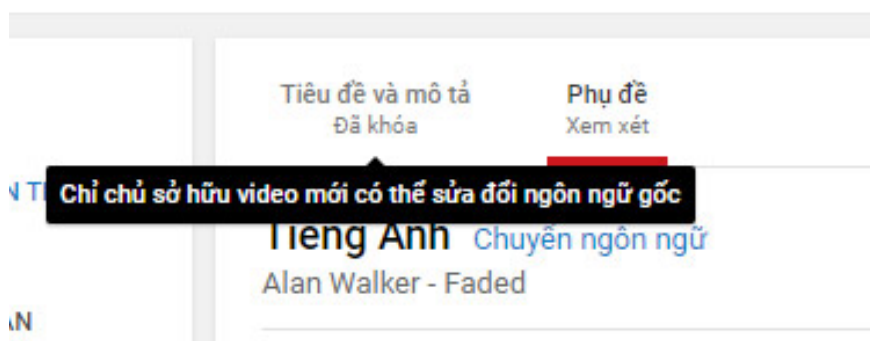 Tiêu đề và mô tả
Đã khóa
Phụ đề
Xem xét
Chỉ chủ sở hữu video mới có thể sửa đổi ngôn ngữ gốc
Tiếng Anh Chuyển ngôn ngữ
Alan Walker - Faded